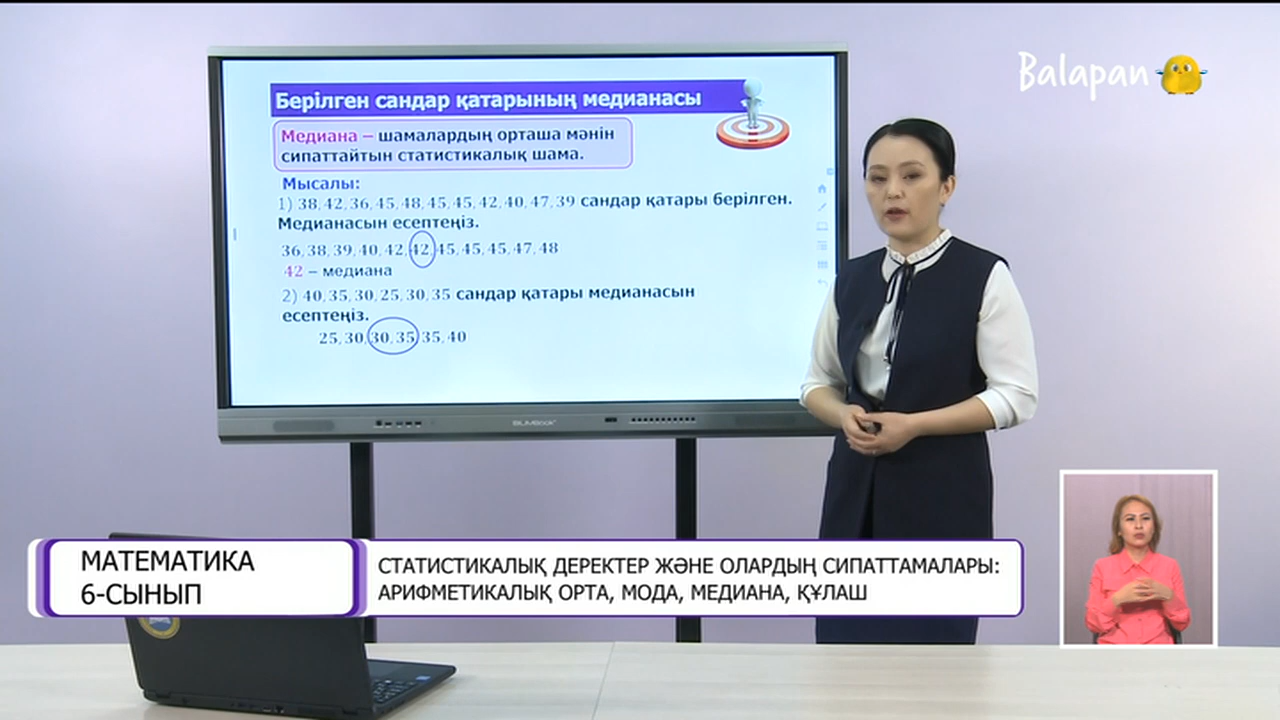 Balapan
Берілген сандар қатарының медианасы
Медиана – шамалардың орташа мәнін
сипаттайтын статистикалық шама.
Мысалы:
1) 38, 42, 36, 45, 48, 45, 45, 42, 40, 47, 39 сандар қатары берілген.
Медианасын есептеңіз.
36, 38, 39, 40, 42, 42, 45, 45, 45, 47, 48
42 – медиана
2) 40, 35, 30, 25, 30, 35 сандар қатары медианасын
есептеңіз.
25, 30, 30, 35, 35, 40
BILIMBook
МАТЕМАТИКА
6-СЫНЫП
СТАТИСТИКАЛЫҚ ДЕРЕКТЕР ЖӘНЕ ОЛАРДЫҢ СИПАТТАМАЛАРЫ:
АРИФМЕТИКАЛЫҚ ОРТА, МОДА, МЕДИАНА, ҚҰЛАШ